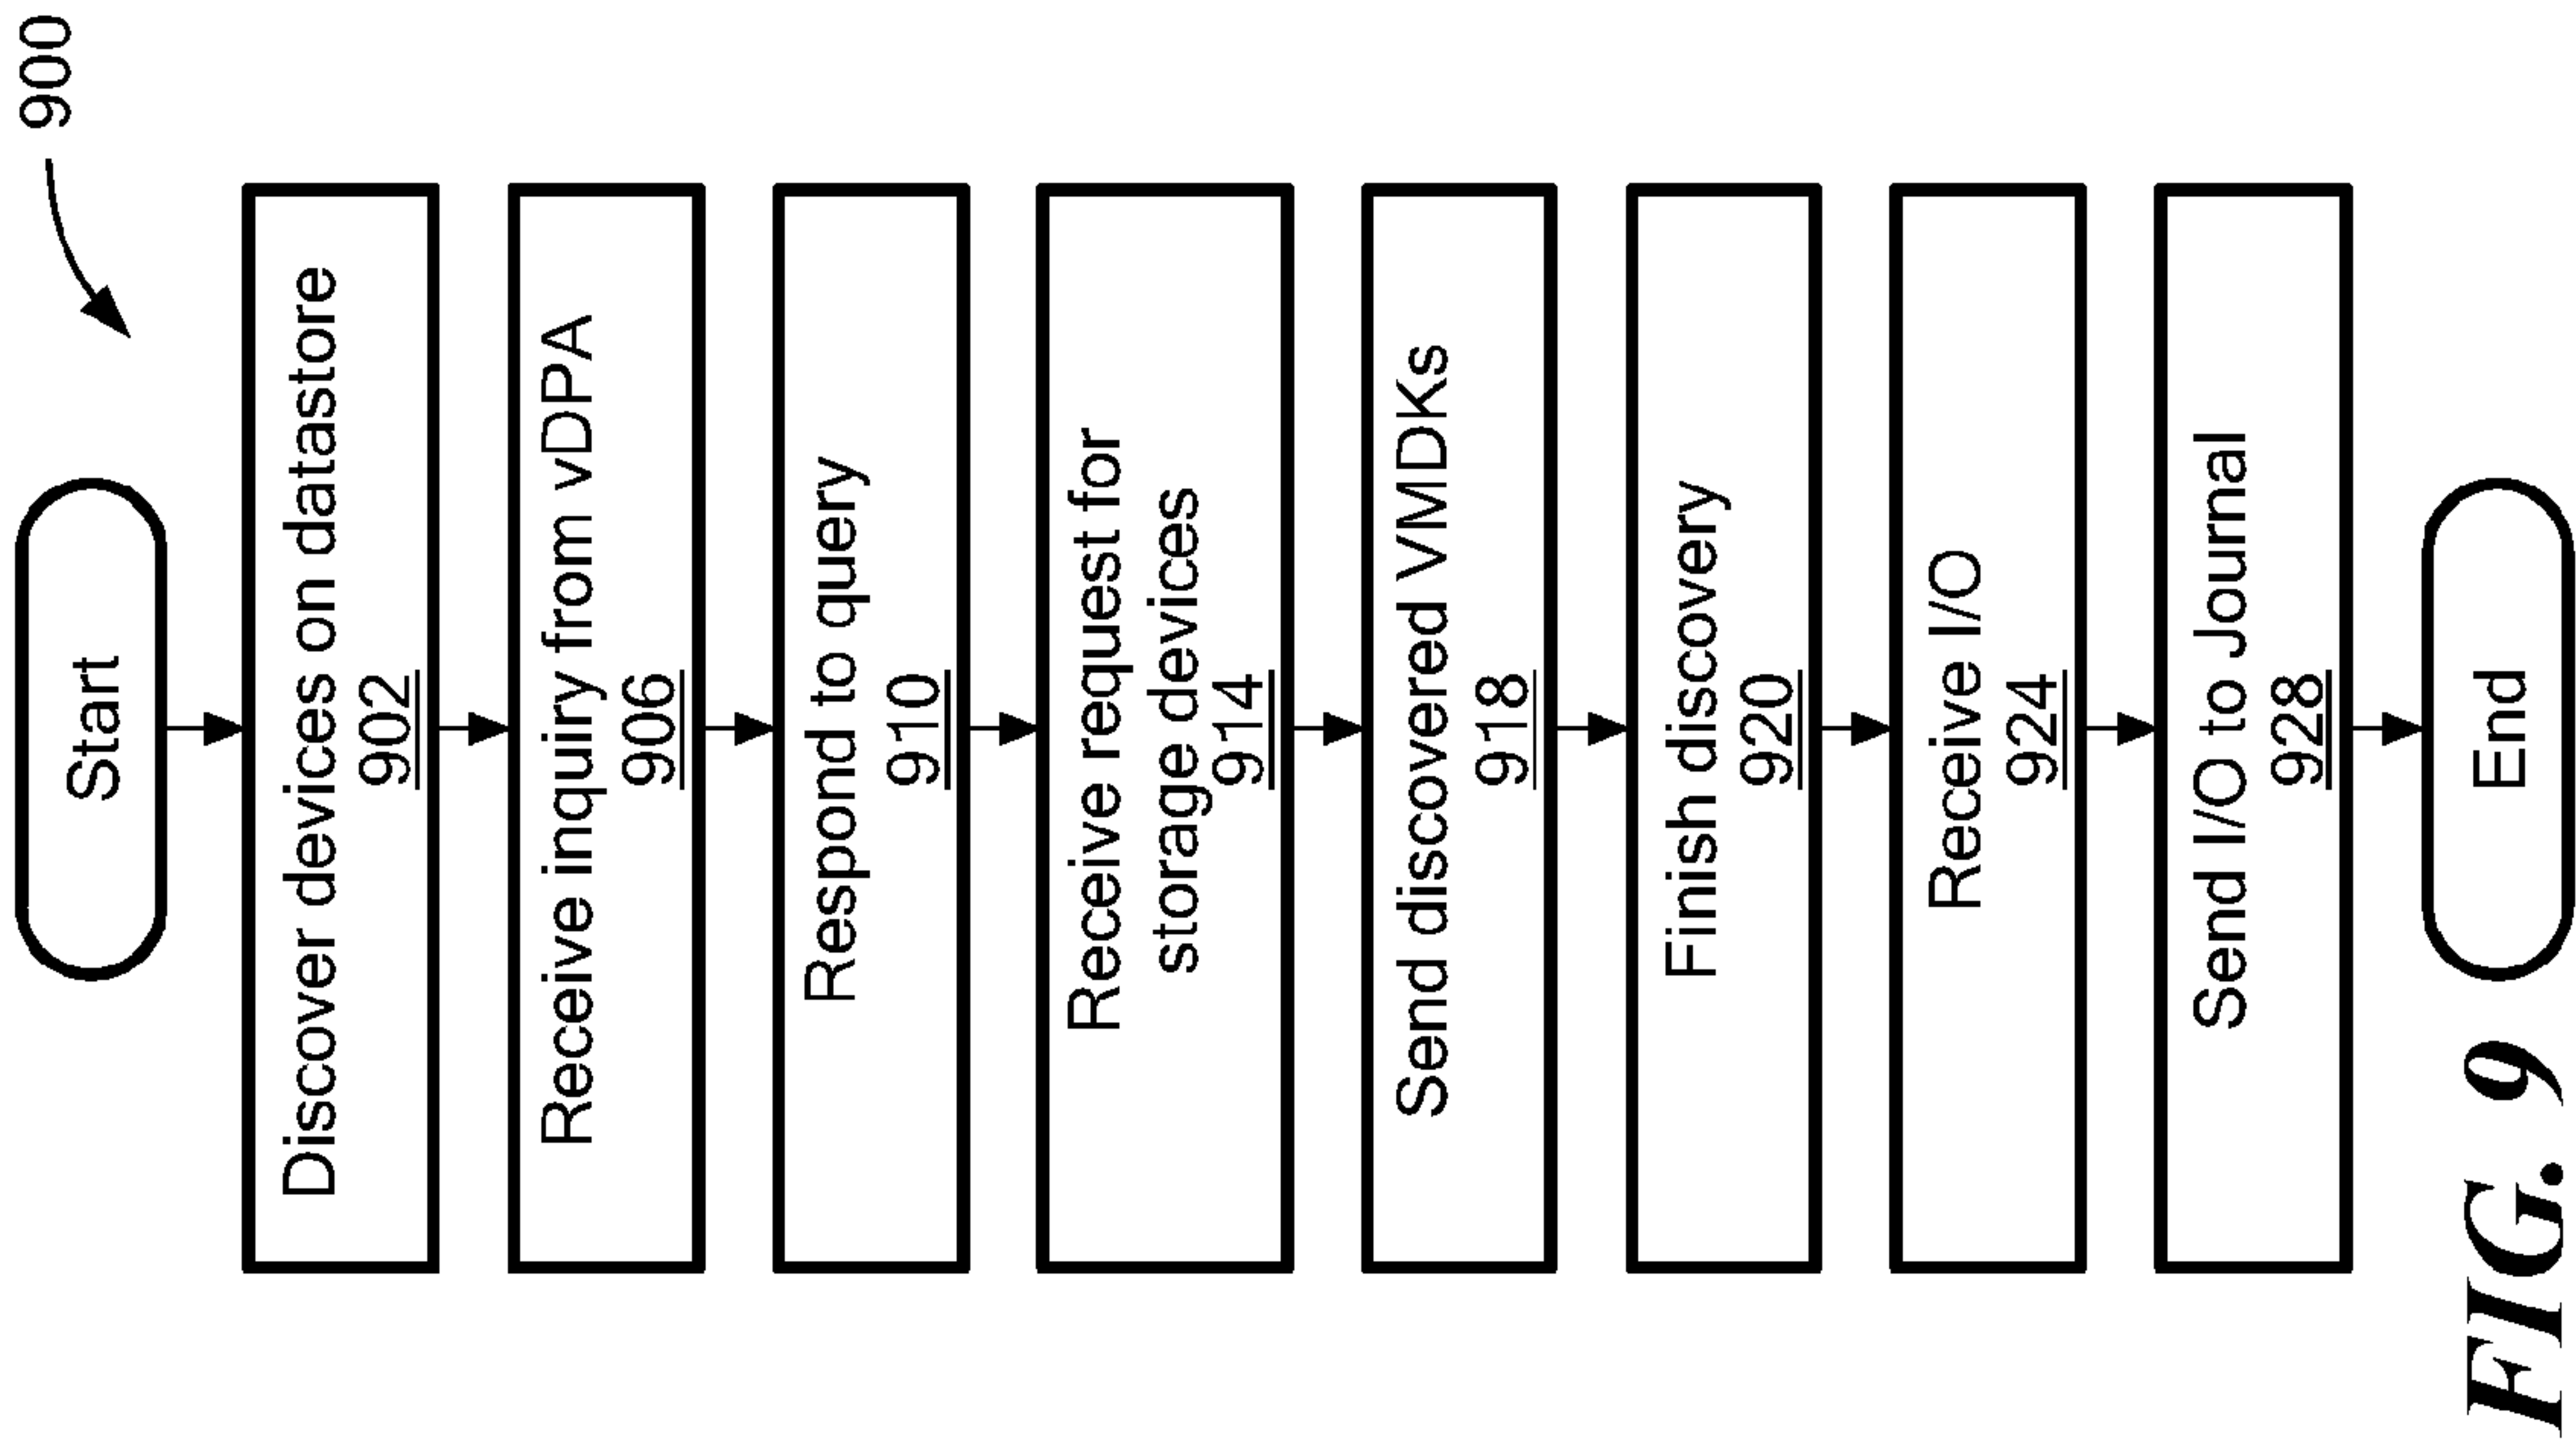 900
Start
Discover devices on datastore
902
Receive inquiry from vDPA
906
Respond to query
910
Receive request for
storage devices
914
Send discovered VMDKs
918
Finish discovery
920
Receive I/O
924
Send I/O to Journal
928
End
FIG. 9